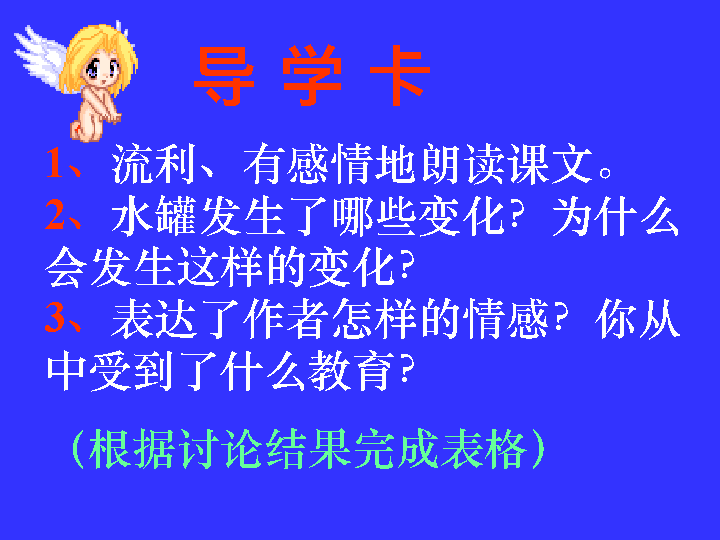 导学卡
1、流利、有感情地朗读课文。
2、水罐发生了哪些变化？为什么
会发生这样的变化？
3、表达了作者怎样的情感？你从
中受到了什么教育？
（根据讨论结果完成表格）